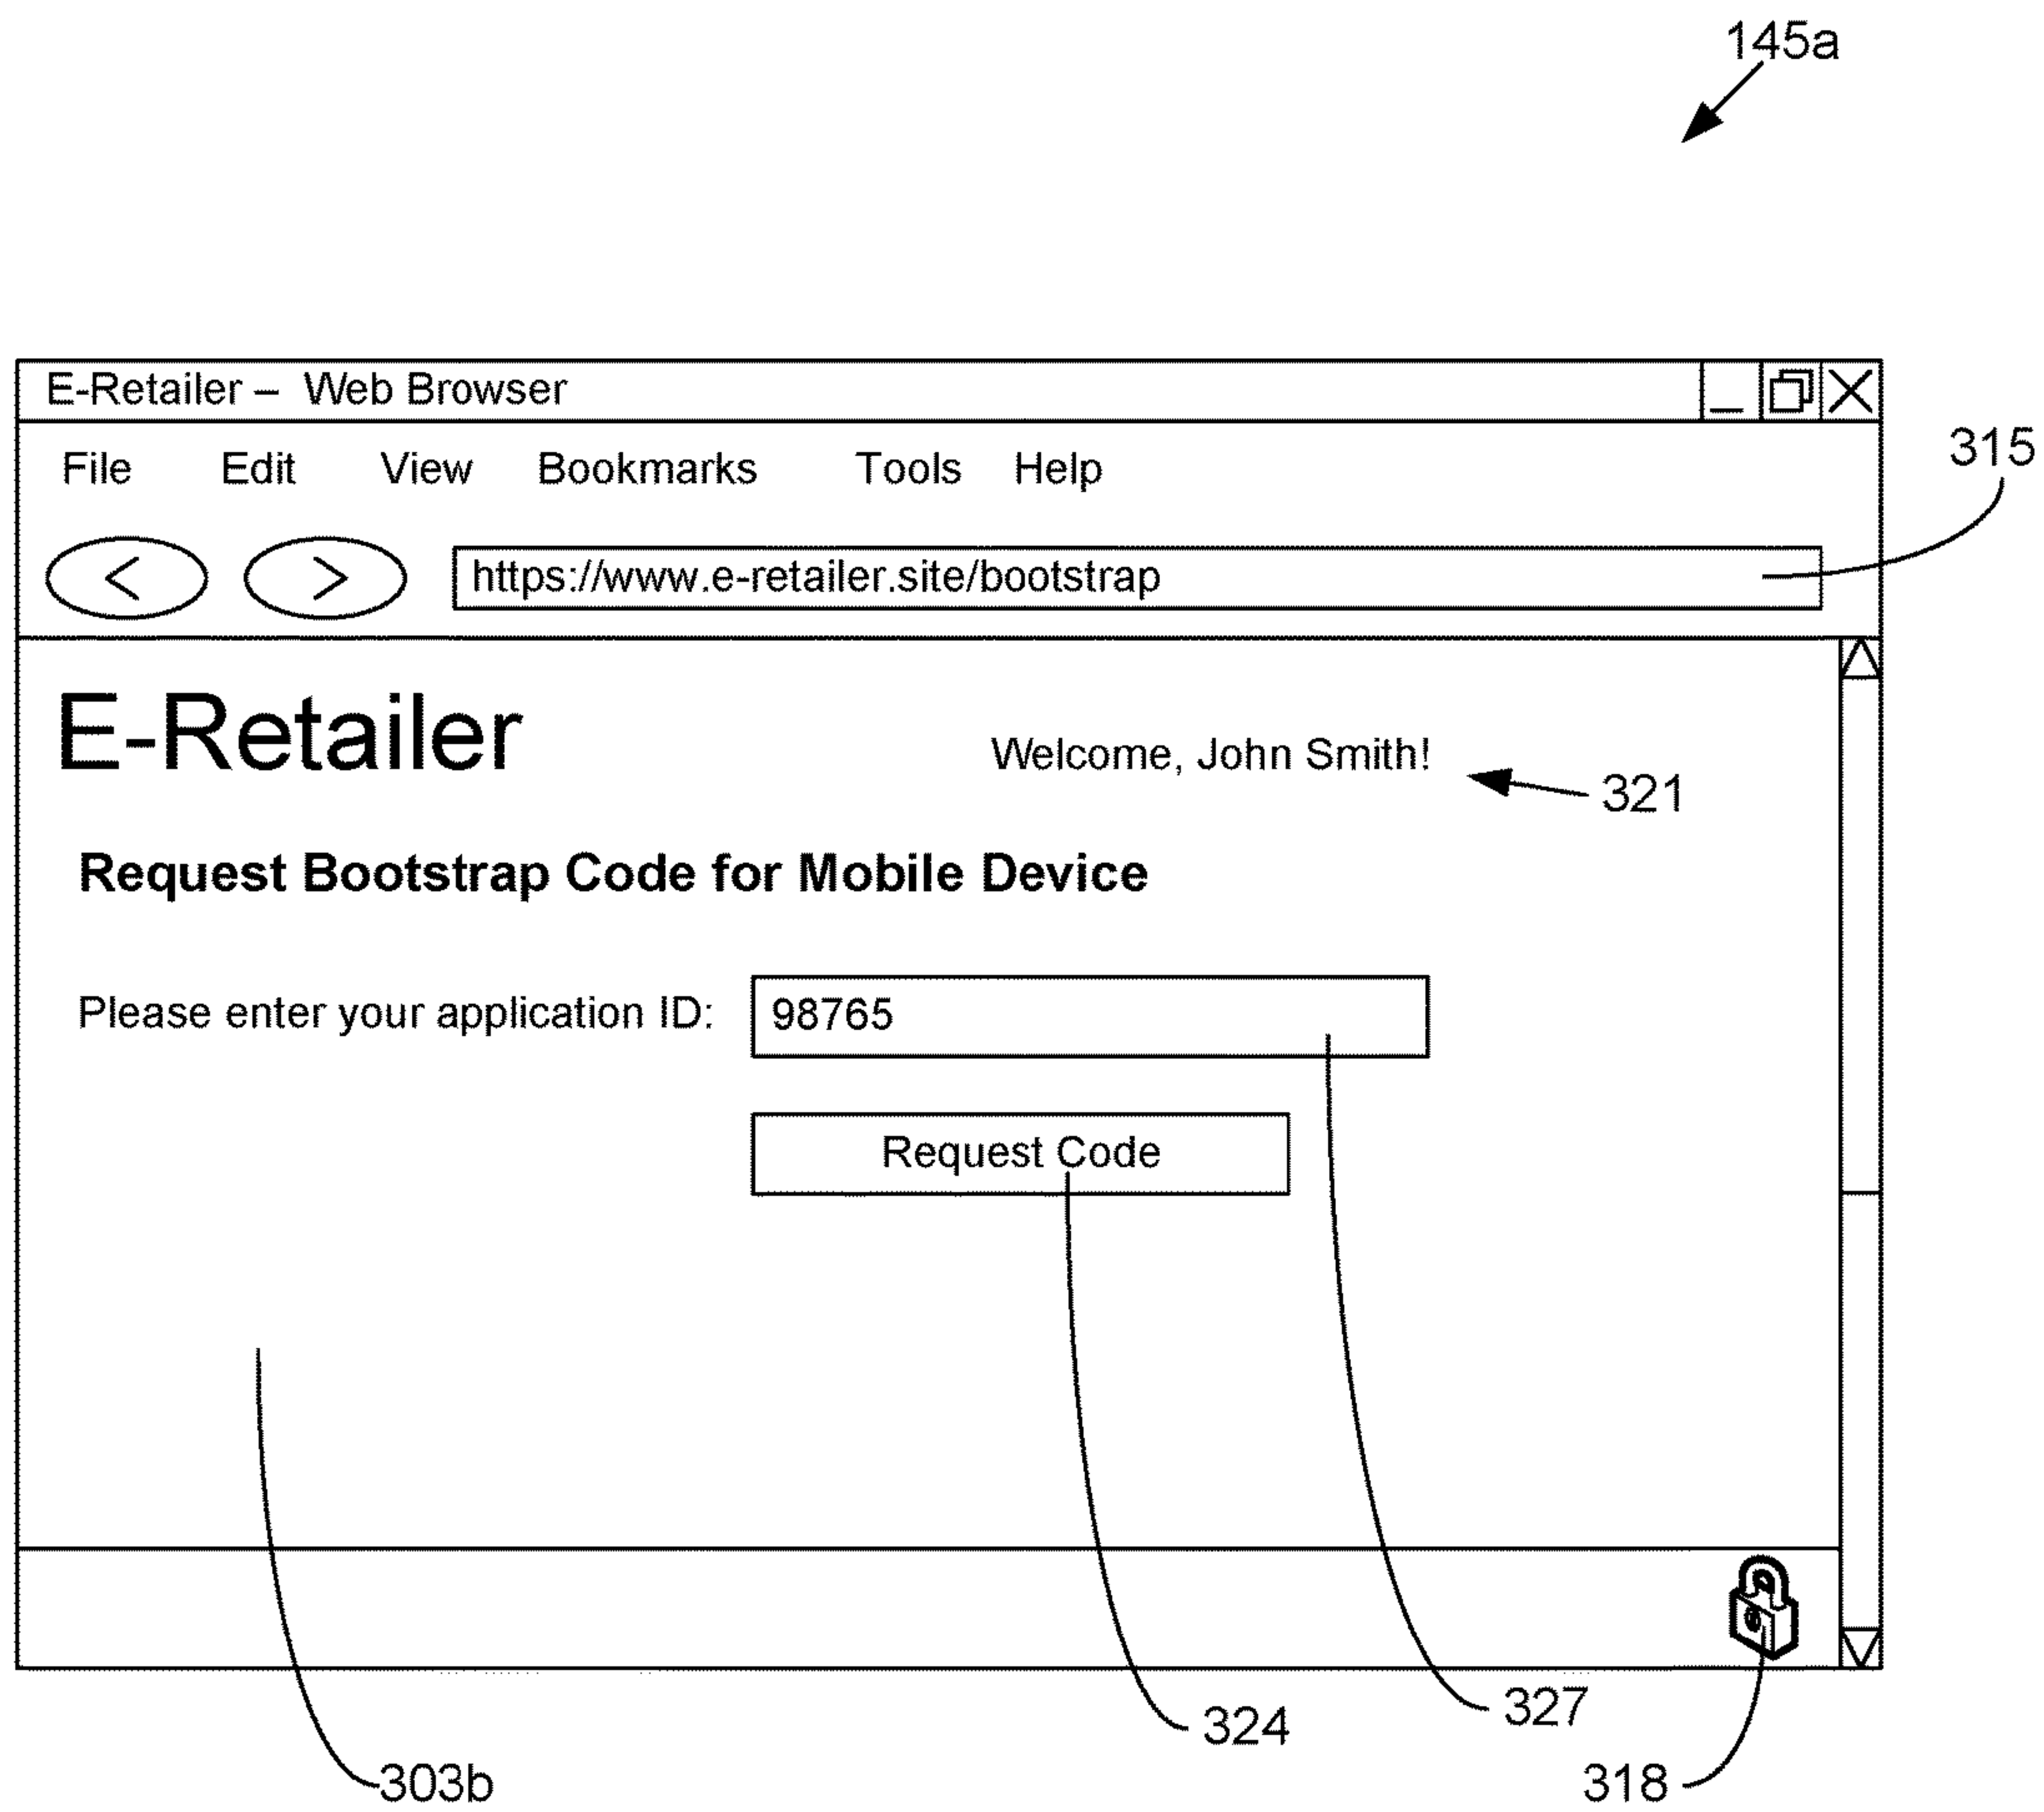 145a
E-Retailer – Web Browser
File Edit View Bookmarks Tools Help
315
< > https://www.e-retailer.site/bootstrap
E-Retailer
Welcome, John Smith!
321
Request Bootstrap Code for Mobile Device
Please enter your application ID: 98765
Request Code
324
327
303b
318